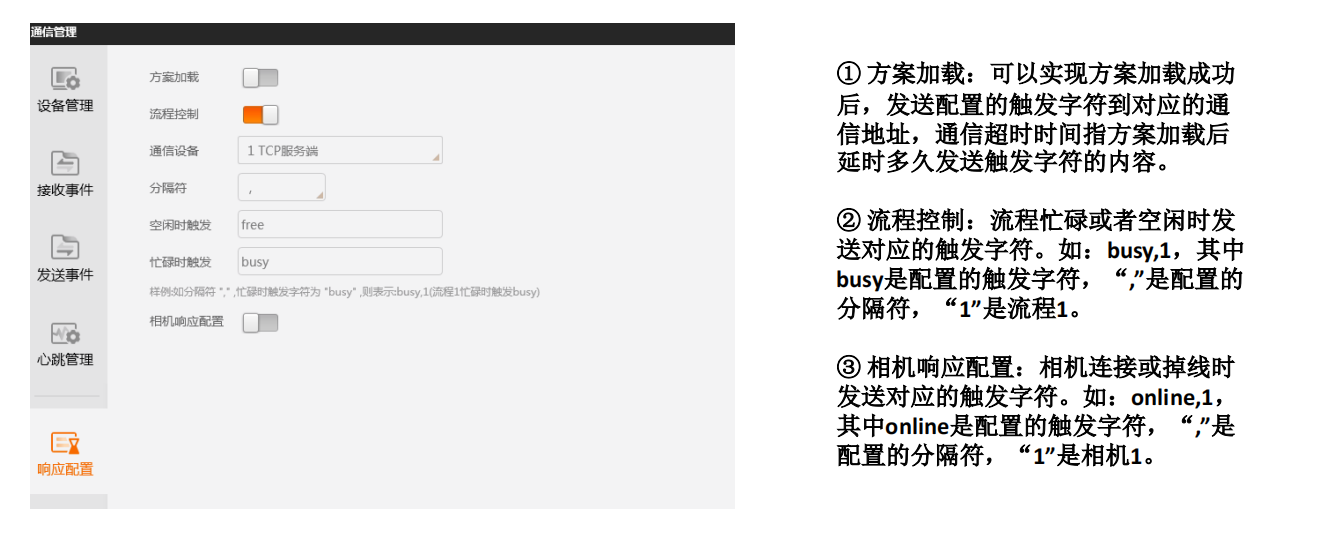 通信管理
设备管理
接收事件
发送事件
心跳管理
响应配置
方案加载
流程控制
通信设备 1 TCP服务端
分隔符 ,
空闲时触发 free
忙碌时触发 busy
样例:如分隔符 "," ,忙碌时触发字符为 "busy" ,则表示:busy,1(流程1忙碌时触发busy)
相机响应配置
① 方案加载：可以实现方案加载成功
后，发送配置的触发字符到对应的通
信地址，通信超时时间指方案加载后
延时多久发送触发字符的内容。
② 流程控制：流程忙碌或者空闲时发
送对应的触发字符。如：busy,1，其中
busy是配置的触发字符，“,”是配置的
分隔符，“1”是流程1。
③ 相机响应配置：相机连接或掉线时
发送对应的触发字符。如：online,1，
其中online是配置的触发字符，“,”是
配置的分隔符，“1”是相机1。